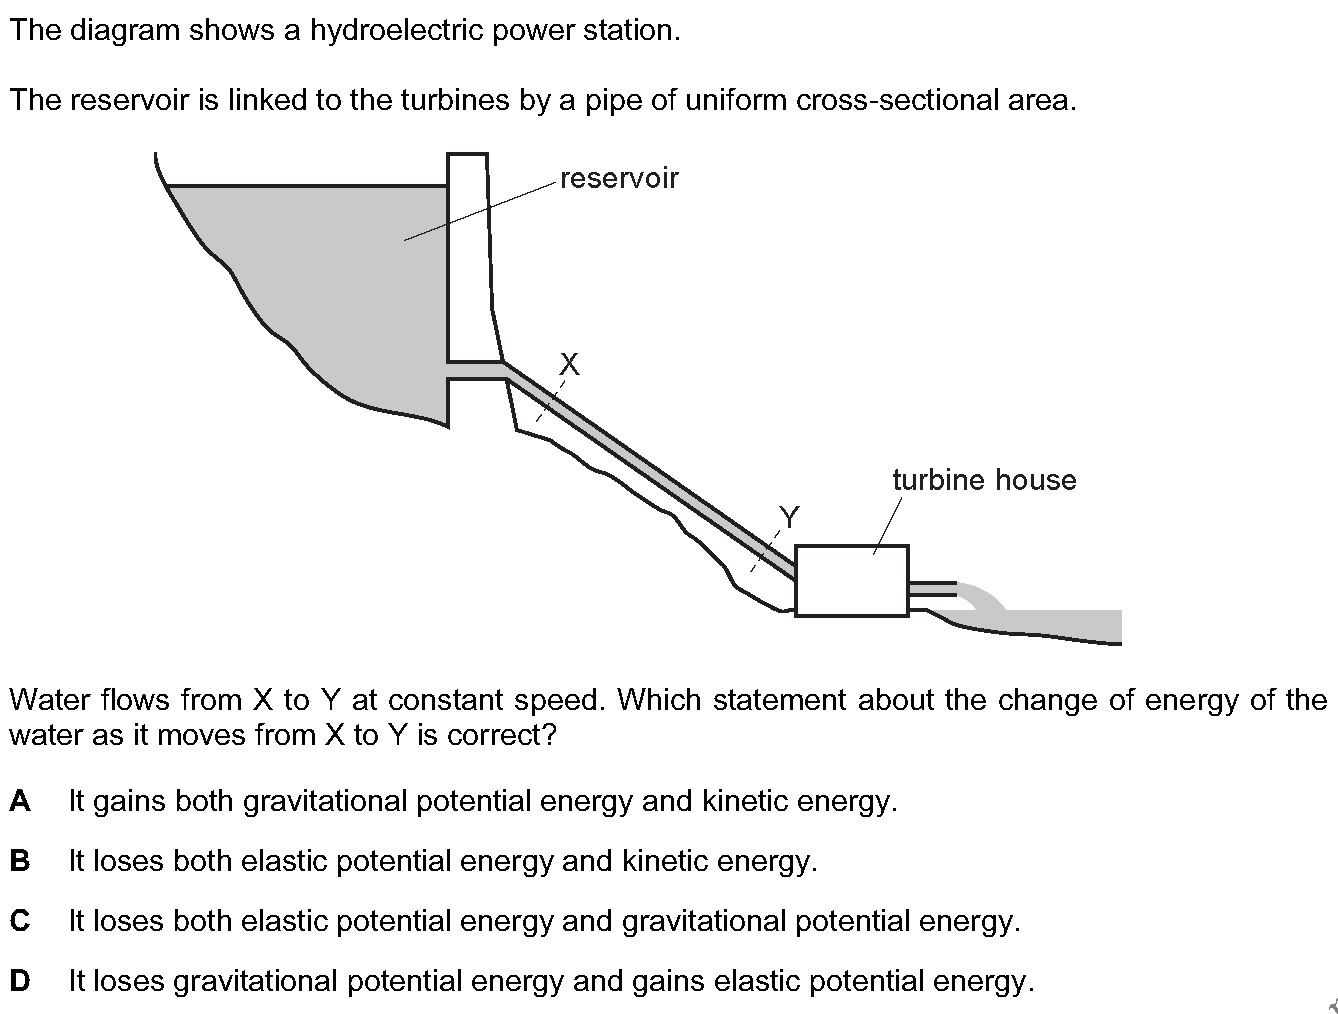 The diagram shows a hydroelectric power station.
The reservoir is linked to the turbines by a pipe of uniform cross-sectional area.
reservoir
X
turbine house
Y
Water flows from X to Y at constant speed. Which statement about the change of energy of the
water as it moves from X to Y is correct?
A It gains both gravitational potential energy and kinetic energy.
B It loses both elastic potential energy and kinetic energy.
C It loses both elastic potential energy and gravitational potential energy.
D It loses gravitational potential energy and gains elastic potential energy.